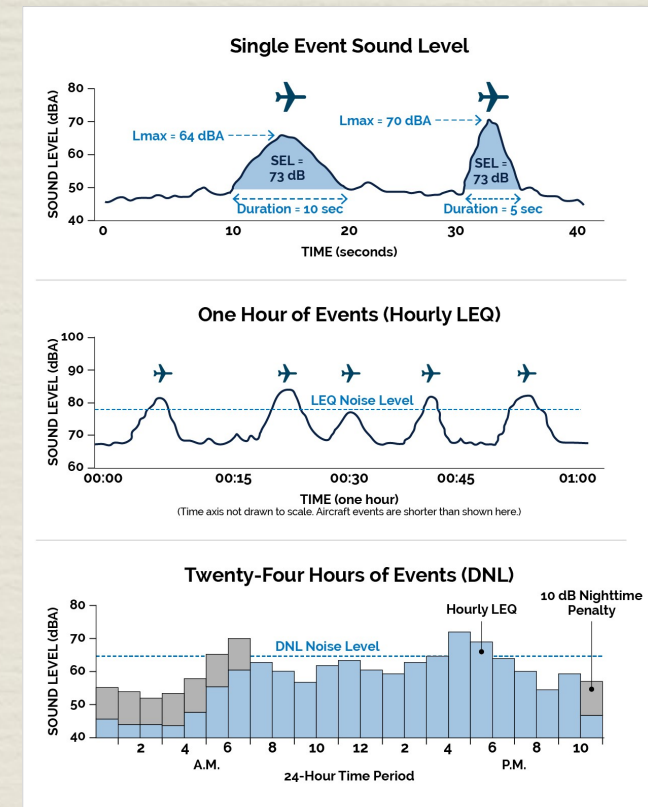 Single Event Sound Level
SOUND LEVEL (dBA)
80
70
60
50
40
Lmax = 64 dBA
Lmax = 70 dBA
SEL =
73 dB
SEL =
73 dB
Duration = 10 sec
Duration = 5 sec
0 10 20 30 40
TIME (seconds)
One Hour of Events (Hourly LEQ)
SOUND LEVEL (dBA)
100
90
80
70
60
LEQ Noise Level
00:00 00:15 00:30 00:45 01:00
TIME (one hour)
(Time axis not drawn to scale. Aircraft events are shorter than shown here.)
Twenty-Four Hours of Events (DNL)
SOUND LEVEL (dBA)
80
70
60
50
40
Hourly LEQ
10 dB Nighttime
Penalty
DNL Noise Level
2 4 6 8 10 12 2 4 6 8 10
A.M. P.M.
24-Hour Time Period